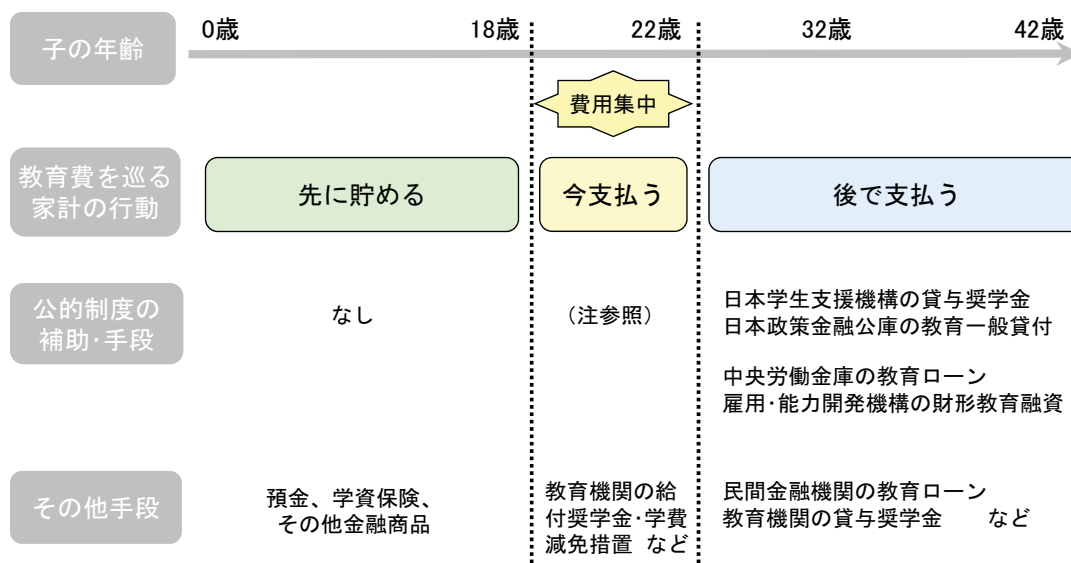 子の年齢
0歳 18歳 22歳 32歳 42歳
費用集中
教育費を巡る
家計の行動
先に貯める
今支払う
後で支払う
公的制度の
補助・手段
なし
（注参照）
日本学生支援機構の貸与奨学金
日本政策金融公庫の教育一般貸付
中央労働金庫の教育ローン
雇用・能力開発機構の財形教育融資
その他手段
預金、学資保険、
その他金融商品
教育機関の給
付奨学金・学費
減免措置 など
民間金融機関の教育ローン
教育機関の貸与奨学金 など